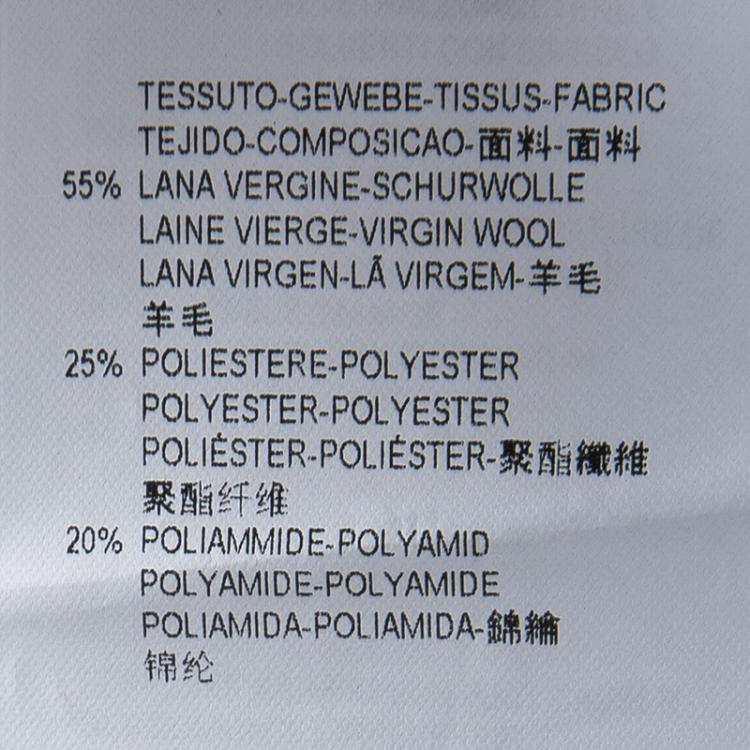 TESSUTO-GEWEBE-TISSUS-FABRIC
TEJIDO-COMPOSICAO-面料-面料
55% LANA VERGINE-SCHURWOLLE
LAINE VIERGE-VIRGIN WOOL
LANA VIRGEN-LÃ VIRGEM-羊毛
羊毛
25% POLIESTERE-POLYESTER
POLYESTER-POLYESTER
POLIÉSTER-POLIÉSTER-聚酯纖維
聚酯纤维
20% POLIAMMIDE-POLYAMID
POLYAMIDE-POLYAMIDE
POLIAMIDA-POLIAMIDA-錦綸
锦纶